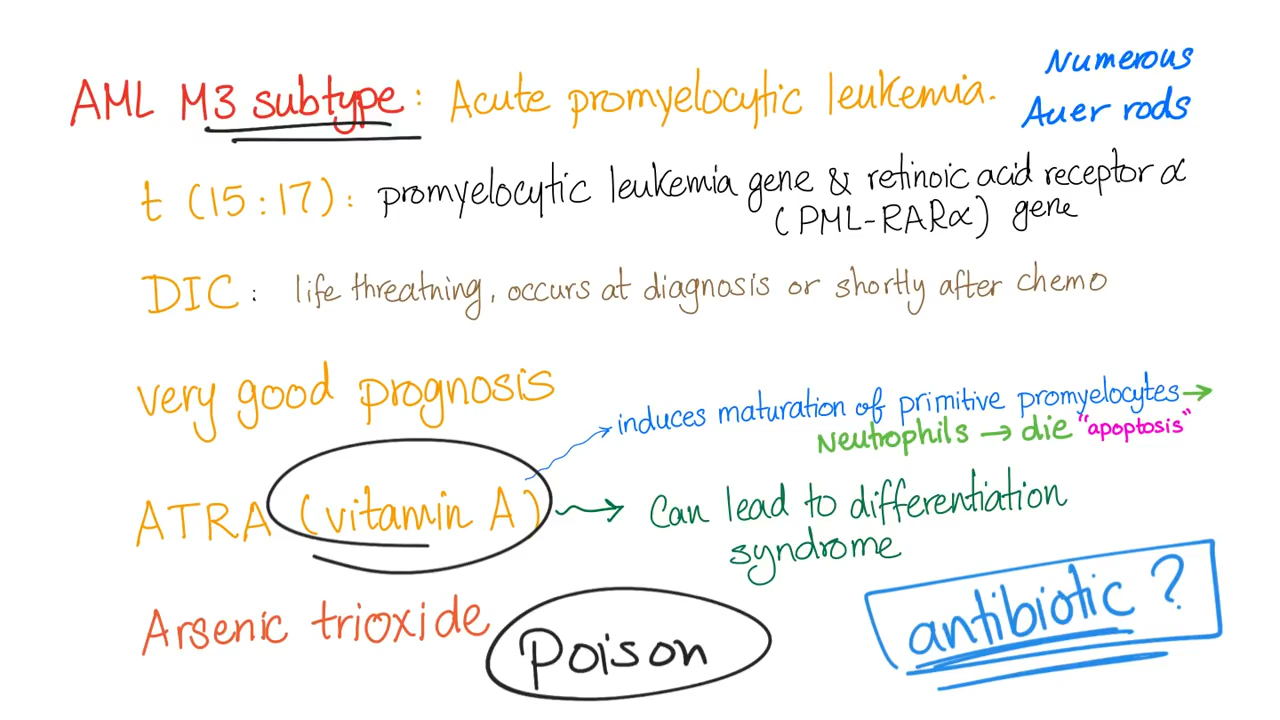 AML M3 subtype: Acute promyelocytic leukemia.
Numerous
Auer rods
t (15:17): promyelocytic leukemia gene & retinoic acid receptor α
(PML-RARα) gene
DIC: life threatning, occurs at diagnosis or shortly after chemo
very good prognosis
induces maturation of primitive promyelocytes →
Neutrophils → die "apoptosis"
ATRA (vitamin A) → Can lead to differentiation
syndrome
Arsenic trioxide
Poison
antibiotic?